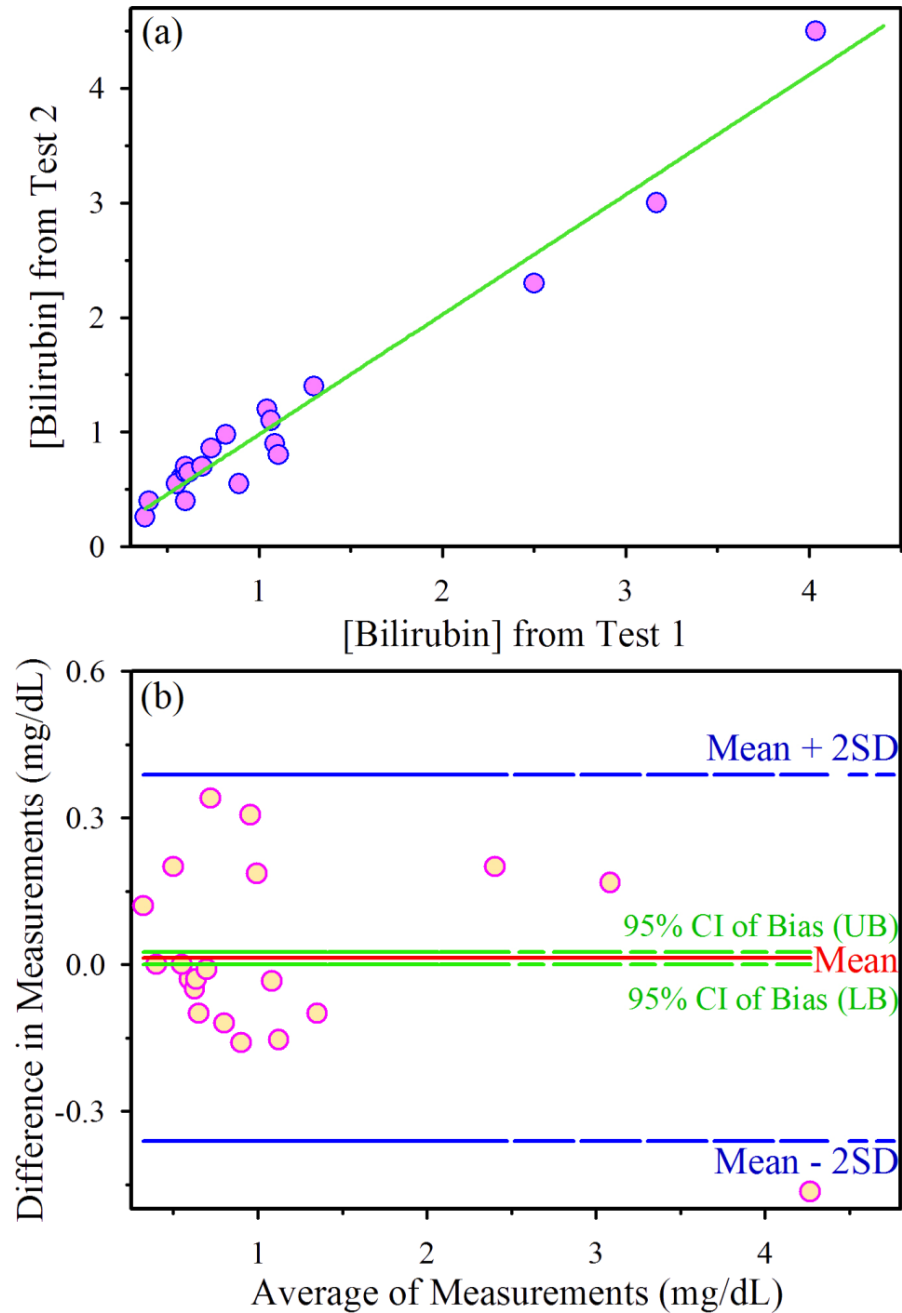 (a)
[Bilirubin] from Test 2
4
3
2
1
0
1
2
3
4
[Bilirubin] from Test 1
(b)
Difference in Measurements (mg/dL)
0.6
0.3
0.0
-0.3
Mean + 2SD
95% CI of Bias (UB)
Mean
95% CI of Bias (LB)
Mean - 2SD
1
2
3
4
Average of Measurements (mg/dL)